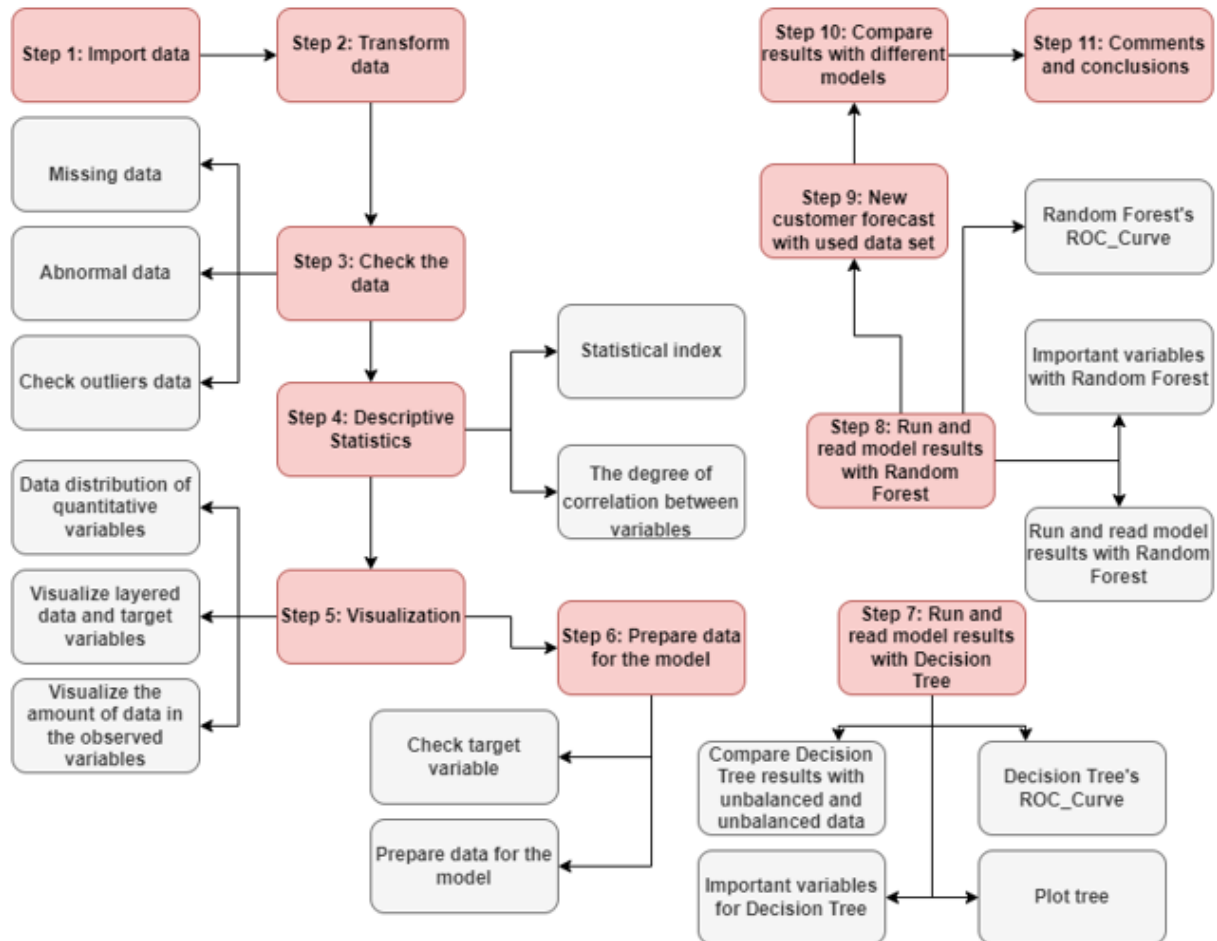 Step 1: Import data
Step 2: Transform
data
Missing data
Abnormal data
Check outliers data
Step 3: Check the
data
Step 4: Descriptive
Statistics
Statistical index
The degree of
correlation between
variables
Data distribution of
quantitative
variables
Visualize layered
data and target
variables
Visualize the
amount of data in
the observed
variables
Step 5: Visualization
Step 6: Prepare data
for the model
Check target
variable
Prepare data for the
model
Step 7: Run and
read model results
with Decision
Tree
Compare Decision
Tree results with
unbalanced and
unbalanced data
Decision Tree's
ROC_Curve
Important variables
for Decision Tree
Plot tree
Step 8: Run and
read model results
with Random
Forest
Random Forest's
ROC_Curve
Important variables
with Random Forest
Run and read model
results with Random
Forest
Step 9: New
customer forecast
with used data set
Step 10: Compare
results with different
models
Step 11: Comments
and conclusions